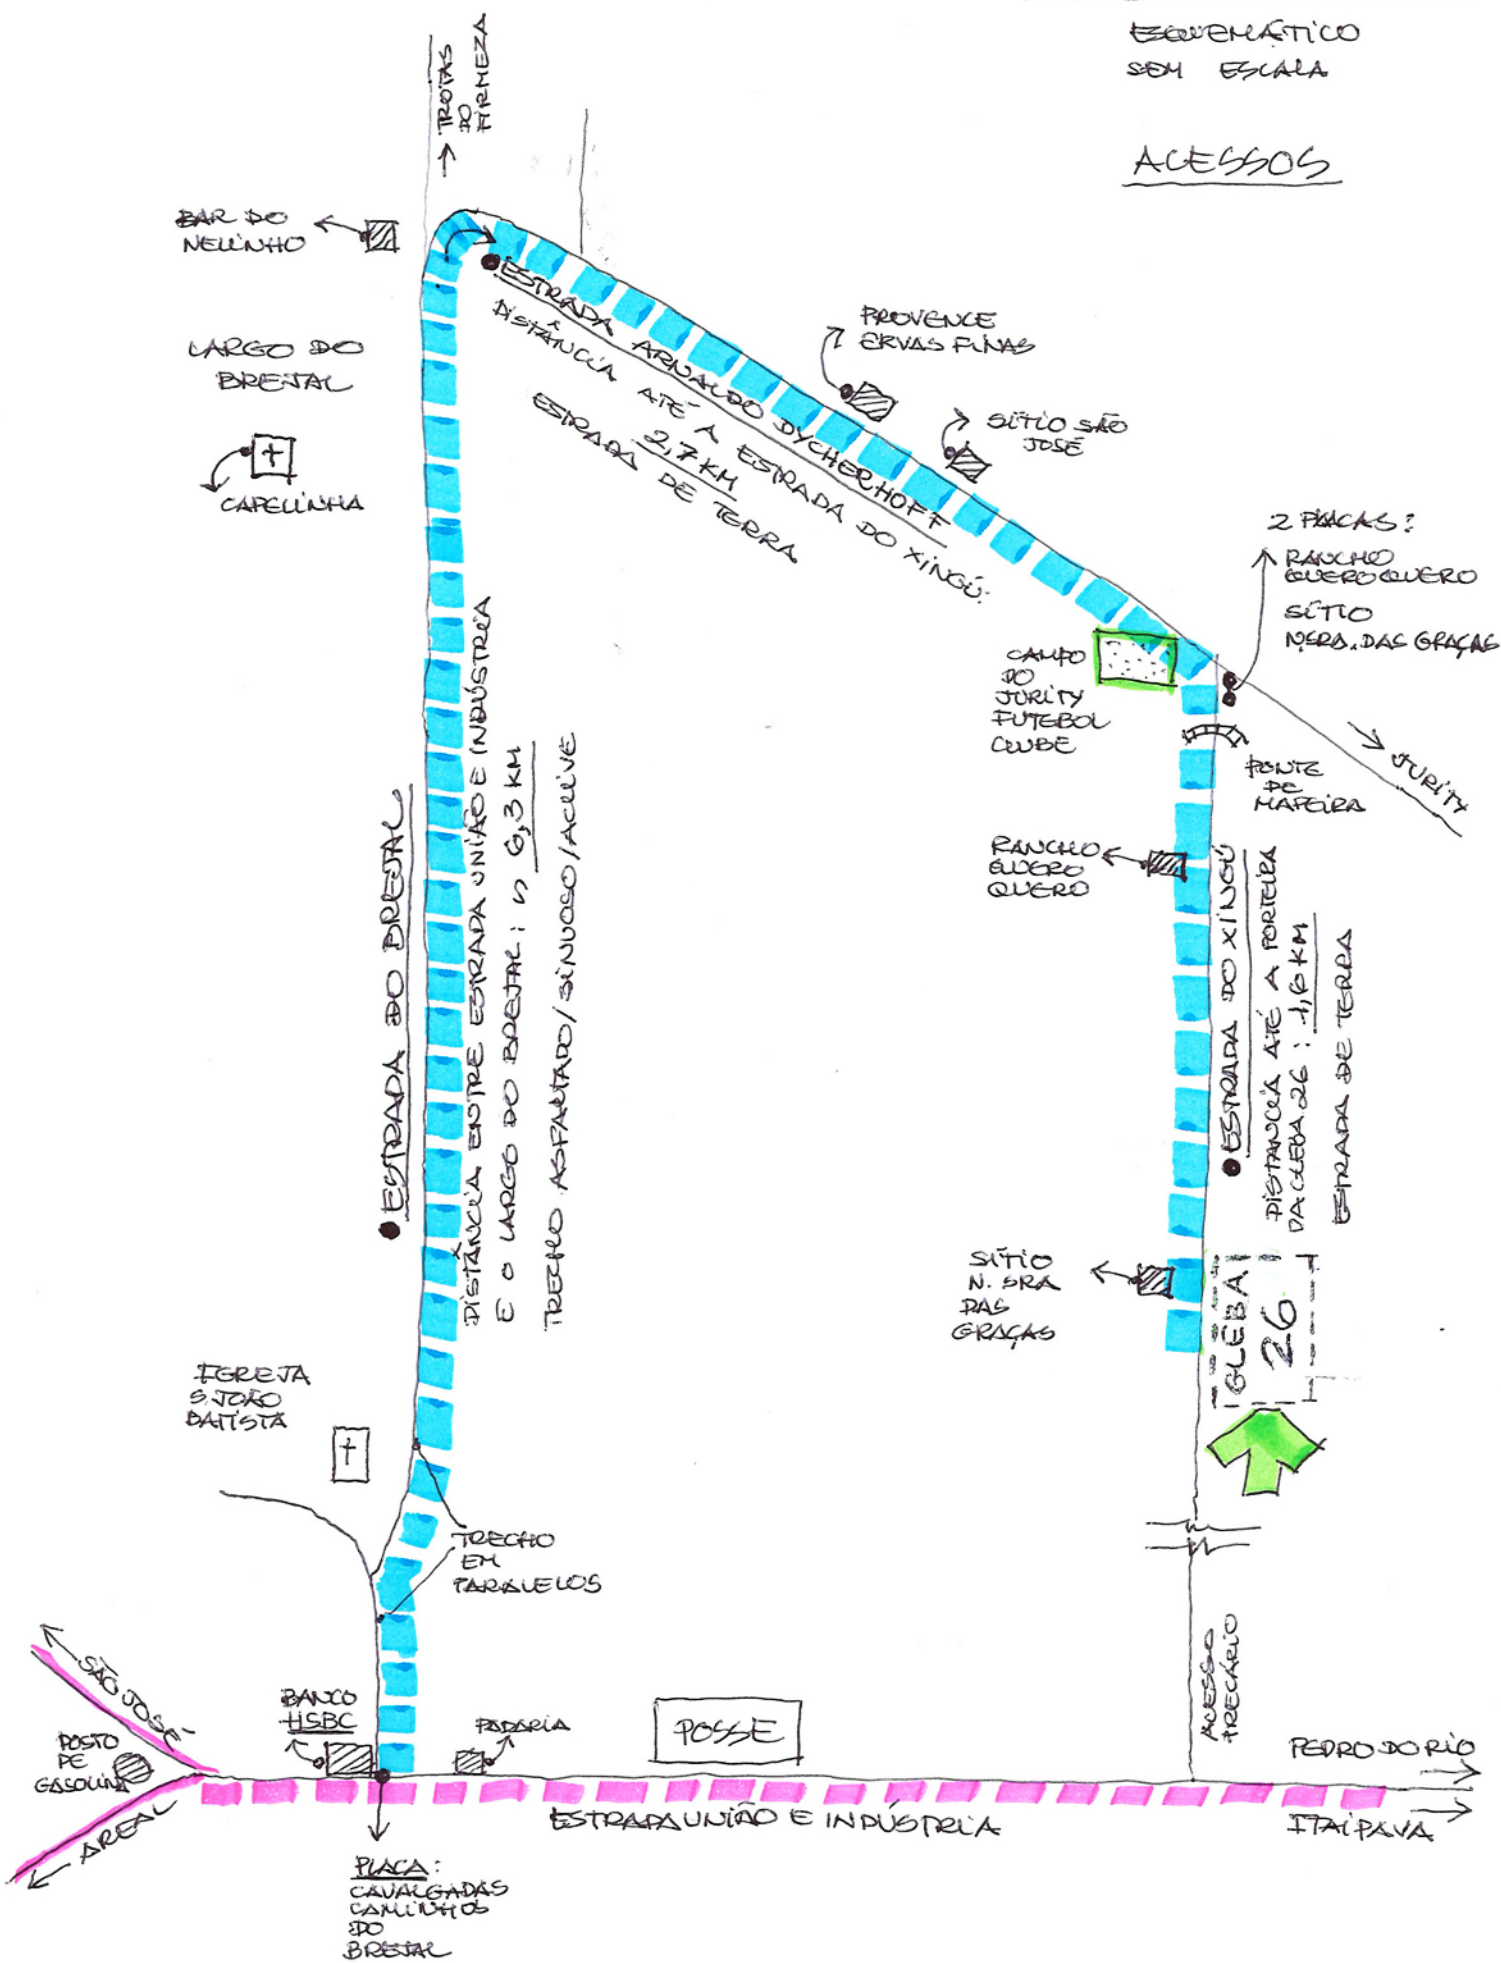 ESQUEMÁTICO
SEM ESCALA
ACESSOS
TROTAS
DO
FIRMEZA
BAR DO
NELINHO
LARGO DO
BREJAL
CAPELINHA
ESTRADA ARNALDO DYCHERHOFF
DISTÂNCIA ATÉ A ESTRADA DO XINGÚ:
2,7 KM
ESTRADA DE TERRA
PROVENCE
ERVAS FINAS
SÍTIO SÃO
JOSÉ
2 PLACAS:
RANCHO
QUERO QUERO
SÍTIO
N.SRA. DAS GRAÇAS
CAMPO
DO
JURITY
FUTEBOL
CLUBE
JURITY
PONTE
DE
MADEIRA
RANCHO
QUERO
QUERO
ESTRADA DO XINGÚ
DISTÂNCIA ATÉ A PORTEIRA
DA GLEBA 26: 1,6 KM
ESTRADA DE TERRA
ESTRADA DO BREJAL
DISTÂNCIA ENTRE ESTRADA UNIÃO E INDÚSTRIA
E O LARGO DO BREJAL: ~ 6,3 KM
TRECHO ASFALTADO/SINUOSO/ACLIVE
SÍTIO
N. SRA
DAS
GRAÇAS
GLEBA
26
IGREJA
S. JOÃO
BATISTA
TRECHO
EM
PARALELOS
ACESSO
PRECÁRIO
SÃO JOSÉ
POSTO
DE
GASOLINA
AREAL
BANCO
HSBC
PADARIA
POSSE
PEDRO DO RIO
ESTRADA UNIÃO E INDÚSTRIA
ITAIPAVA
PLACA:
CAVALGADAS
CAMINHOS
DO
BREJAL